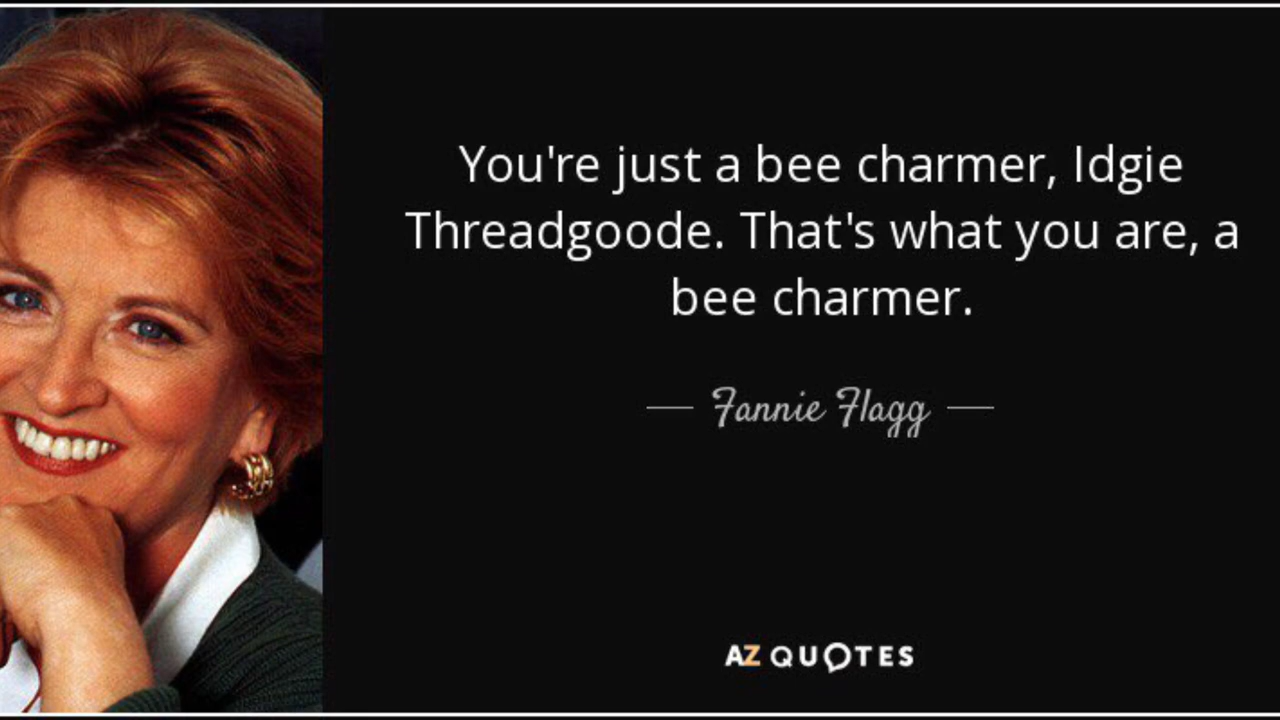 You're just a bee charmer, Idgie
Threadgoode. That's what you are, a
bee charmer.
Fannie Flagg
AZ QUOTES